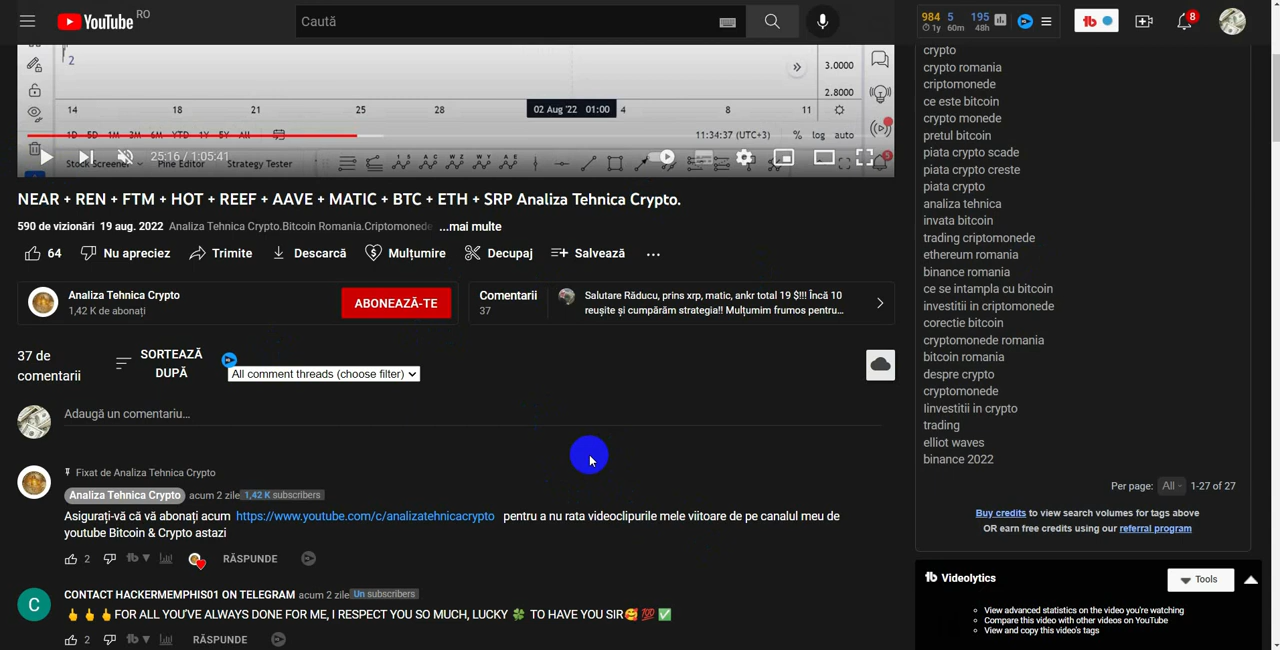 YouTube RO
Caută
984 5 195
1y 60m 48h
tb
8
2
3.0000
2.8000
14 18 21 25 28 02 Aug '22 01:00 4 8 11
1D 5D 1M 3M 6M YTD 1Y 5Y All
11:34:37 (UTC+3) % log auto
25:16 / 1:05:41
Stock Screener Pine Editor Strategy Tester
NEAR + REN + FTM + HOT + REEF + AAVE + MATIC + BTC + ETH + SRP Analiza Tehnica Crypto.
590 de vizionări 19 aug. 2022 Analiza Tehnica Crypto.Bitcoin Romania.Criptomonede ...mai multe
64 Nu apreciez Trimite Descarcă Mulțumire Decupaj Salvează ...
Analiza Tehnica Crypto
1,42 K de abonați
ABONEAZĂ-TE
Comentarii
37
Salutare Răducu, prins xrp, matic, ankr total 19 $!!! Încă 10
reușite și cumpărăm strategia!! Mulțumim frumos pentru...
37 de
comentarii
SORTEAZĂ
DUPĂ
All comment threads (choose filter)
Adaugă un comentariu...
Fixat de Analiza Tehnica Crypto
Analiza Tehnica Crypto acum 2 zile 1,42 K subscribers
Asigurați-vă că vă abonați acum https://www.youtube.com/c/analizatehnicacrypto pentru a nu rata videoclipurile mele viitoare de pe canalul meu de
youtube Bitcoin & Crypto astazi
2 tb RĂSPUNDE
C
CONTACT HACKERMEMPHIS01 ON TELEGRAM acum 2 zile Un subscribers
👆👆👆FOR ALL YOU'VE ALWAYS DONE FOR ME, I RESPECT YOU SO MUCH, LUCKY 🍀 TO HAVE YOU SIR🥰 💯 ✅
2 tb RĂSPUNDE
crypto
crypto romania
criptomonede
ce este bitcoin
crypto monede
pretul bitcoin
piata crypto scade
piata crypto creste
piata crypto
analiza tehnica
invata bitcoin
trading criptomonede
ethereum romania
binance romania
ce se intampla cu bitcoin
investitii in criptomonede
corectie bitcoin
cryptomonede romania
bitcoin romania
despre crypto
cryptomonede
Iinvestitii in crypto
trading
elliot waves
binance 2022
Per page: All 1-27 of 27
Buy credits to view search volumes for tags above
OR earn free credits using our referral program
tb Videolytics
Tools
View advanced statistics on the video you're watching
Compare this video with other videos on YouTube
View and copy this video's tags